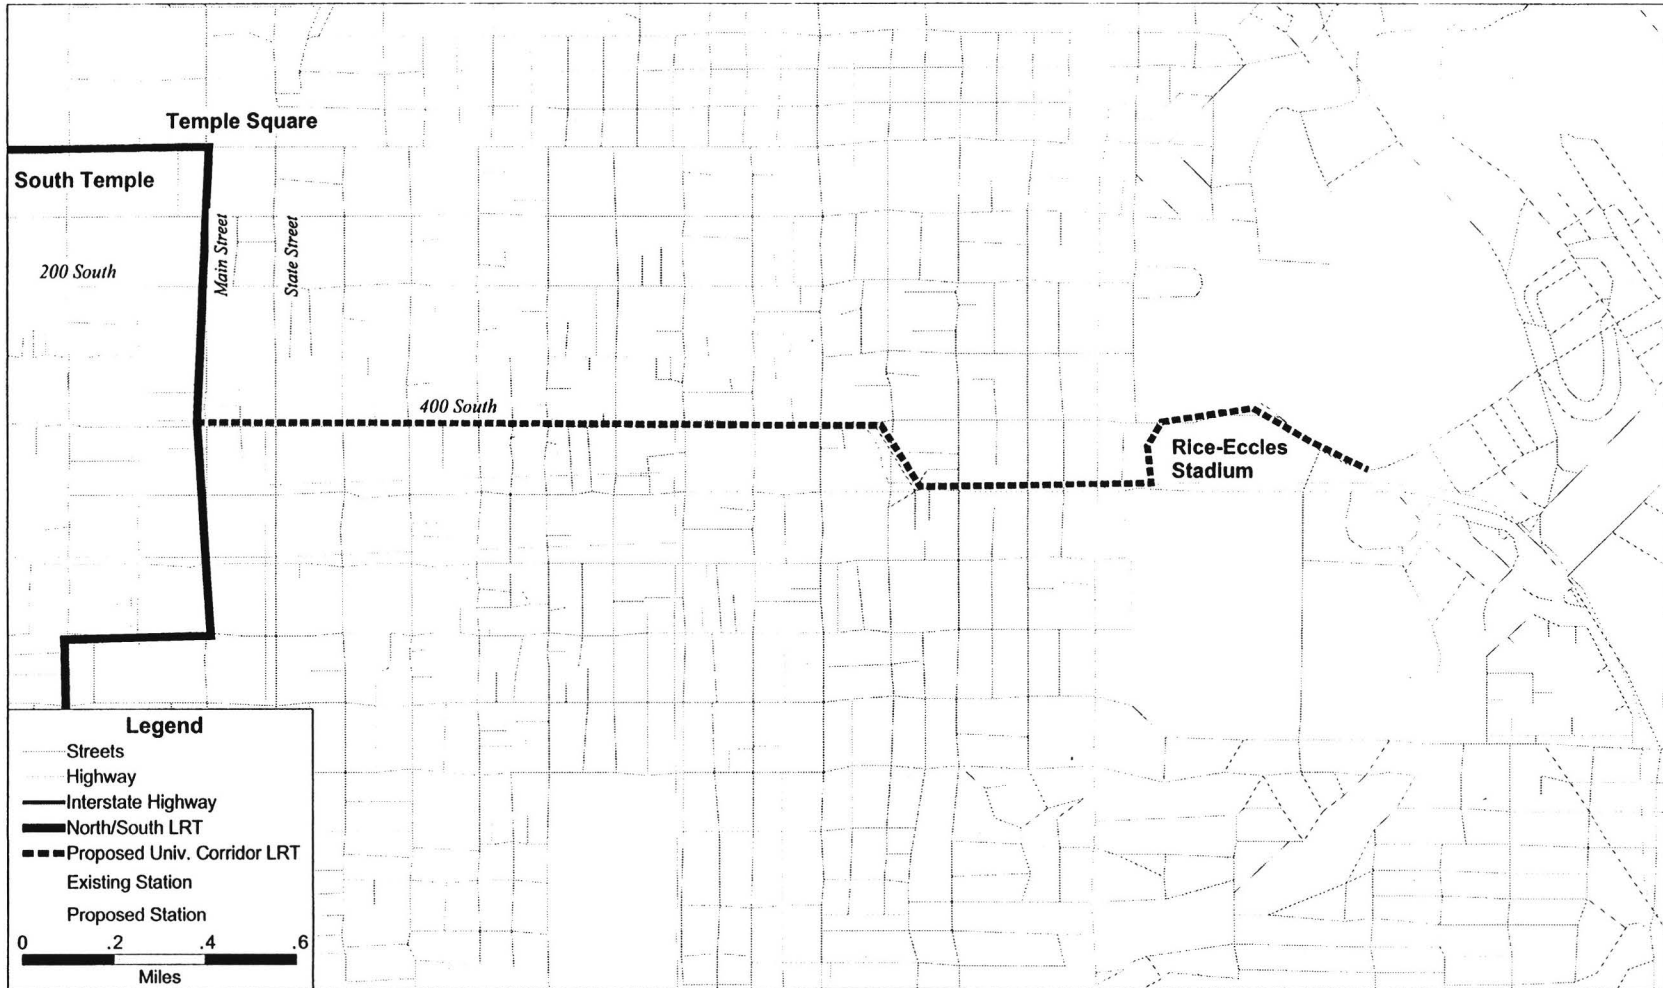 Temple Square
South Temple
Main Street
State Street
200 South
400 South
Rice-Eccles
Stadium
Legend
Streets
Highway
Interstate Highway
North/South LRT
Proposed Univ. Corridor LRT
Existing Station
Proposed Station
0 .2 .4 .6
Miles